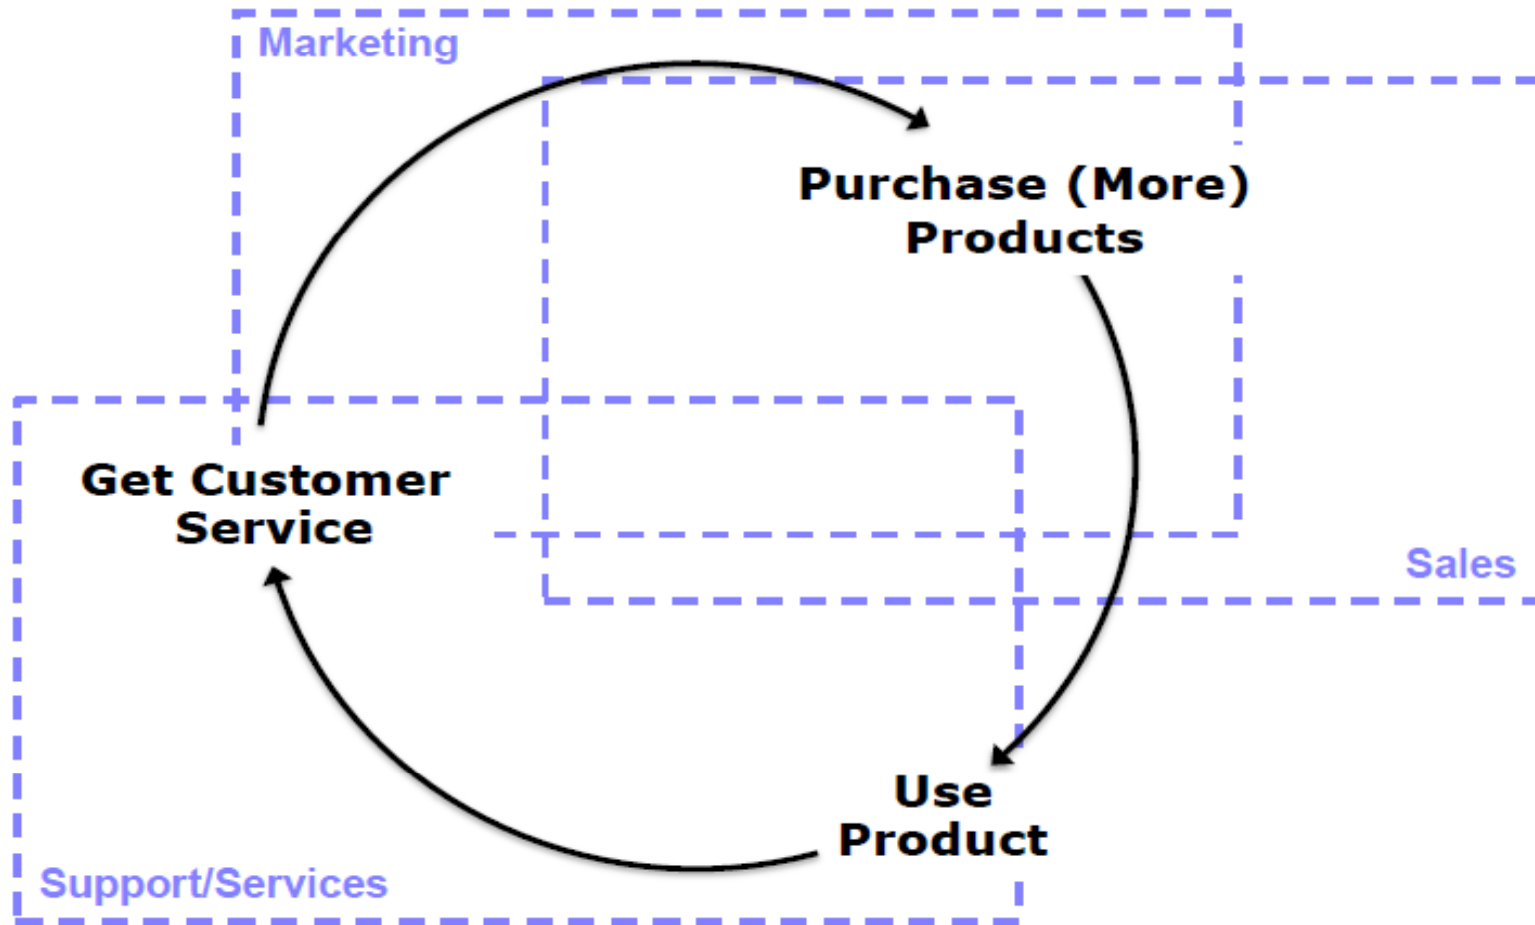 Marketing
Purchase (More)
Products
Get Customer
Service
Sales
Use
Product
Support/Services